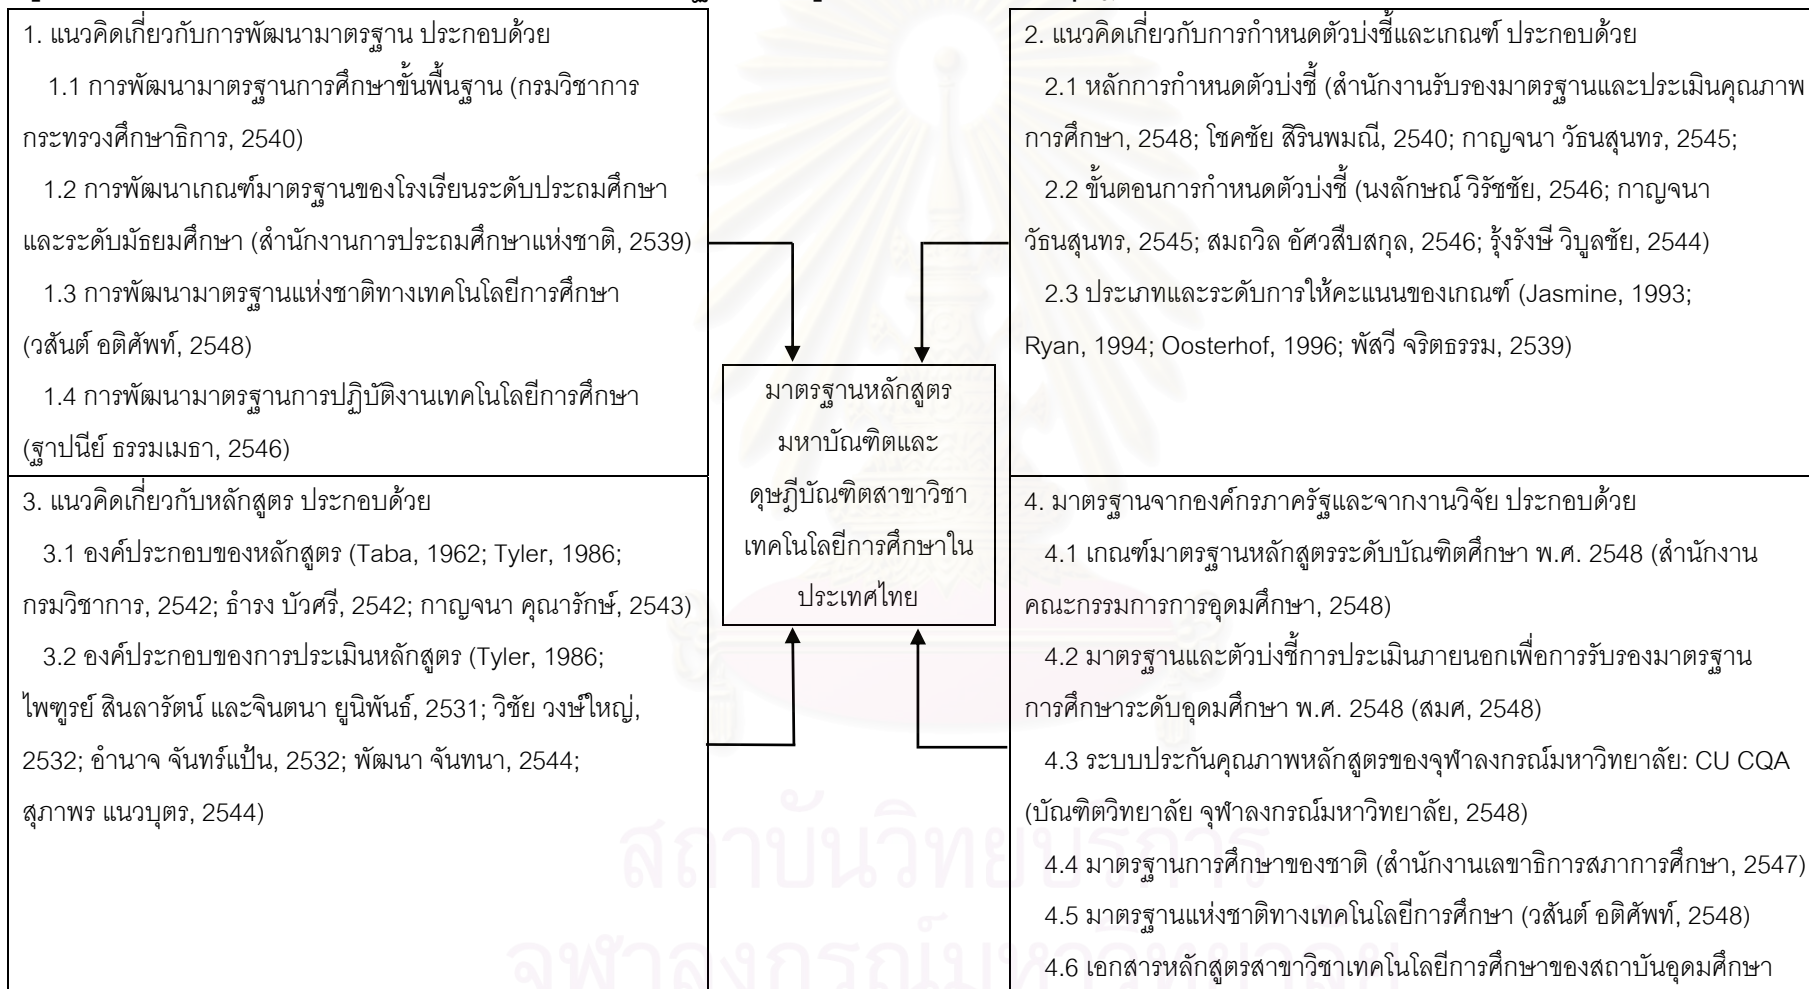 1. แนวคิดเกี่ยวกับการพัฒนามาตรฐาน ประกอบด้วย
1.1 การพัฒนามาตรฐานการศึกษาขั้นพื้นฐาน (กรมวิชาการ
กระทรวงศึกษาธิการ, 2540)
1.2 การพัฒนาเกณฑ์มาตรฐานของโรงเรียนระดับประถมศึกษา
และระดับมัธยมศึกษา (สำนักงานการประถมศึกษาแห่งชาติ, 2539)
1.3 การพัฒนามาตรฐานแห่งชาติทางเทคโนโลยีการศึกษา
(วสันต์ อติศัพท์, 2548)
1.4 การพัฒนามาตรฐานการปฏิบัติงานเทคโนโลยีการศึกษา
(ฐาปนีย์ ธรรมเมธา, 2546)
2. แนวคิดเกี่ยวกับการกำหนดตัวบ่งชี้และเกณฑ์ ประกอบด้วย
2.1 หลักการกำหนดตัวบ่งชี้ (สำนักงานรับรองมาตรฐานและประเมินคุณภาพ
การศึกษา, 2548; โชคชัย สิรินพมณี, 2540; กาญจนา วัธนสุนทร, 2545;
2.2 ขั้นตอนการกำหนดตัวบ่งชี้ (นงลักษณ์ วิรัชชัย, 2546; กาญจนา
วัธนสุนทร, 2545; สมถวิล อัศวสืบสกุล, 2546; รุ้งรังษี วิบูลชัย, 2544)
2.3 ประเภทและระดับการให้คะแนนของเกณฑ์ (Jasmine, 1993;
Ryan, 1994; Oosterhof, 1996; พัสวี จริตธรรม, 2539)
มาตรฐานหลักสูตร
มหาบัณฑิตและ
ดุษฎีบัณฑิตสาขาวิชา
เทคโนโลยีการศึกษาใน
ประเทศไทย
3. แนวคิดเกี่ยวกับหลักสูตร ประกอบด้วย
3.1 องค์ประกอบของหลักสูตร (Taba, 1962; Tyler, 1986;
กรมวิชาการ, 2542; ธำรง บัวศรี, 2542; กาญจนา คุณารักษ์, 2543)
3.2 องค์ประกอบของการประเมินหลักสูตร (Tyler, 1986;
ไพฑูรย์ สินลารัตน์ และจินตนา ยูนิพันธ์, 2531; วิชัย วงษ์ใหญ่,
2532; อำนาจ จันทร์แป้น, 2532; พัฒนา จันทนา, 2544;
สุภาพร แนวบุตร, 2544)
4. มาตรฐานจากองค์กรภาครัฐและจากงานวิจัย ประกอบด้วย
4.1 เกณฑ์มาตรฐานหลักสูตรระดับบัณฑิตศึกษา พ.ศ. 2548 (สำนักงาน
คณะกรรมการการอุดมศึกษา, 2548)
4.2 มาตรฐานและตัวบ่งชี้การประเมินภายนอกเพื่อการรับรองมาตรฐาน
การศึกษาระดับอุดมศึกษา พ.ศ. 2548 (สมศ, 2548)
4.3 ระบบประกันคุณภาพหลักสูตรของจุฬาลงกรณ์มหาวิทยาลัย: CU CQA
(บัณฑิตวิทยาลัย จุฬาลงกรณ์มหาวิทยาลัย, 2548)
4.4 มาตรฐานการศึกษาของชาติ (สำนักงานเลขาธิการสภาการศึกษา, 2547)
4.5 มาตรฐานแห่งชาติทางเทคโนโลยีการศึกษา (วสันต์ อติศัพท์, 2548)
4.6 เอกสารหลักสูตรสาขาวิชาเทคโนโลยีการศึกษาของสถาบันอุดมศึกษา
สถาบันวิทยบริการ
จุฬาลงกรณ์มหาวิทยาลัย